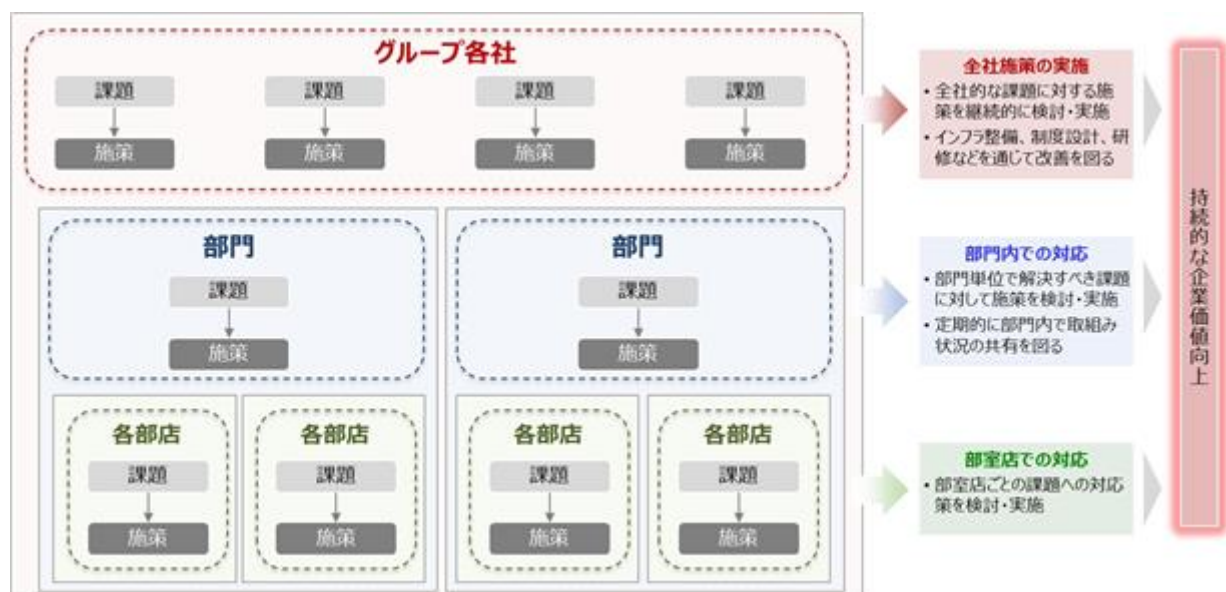 グループ各社
課題 課題 課題 課題
施策 施策 施策 施策
部門 部門
課題 課題
施策 施策
各部店 各部店 各部店 各部店
課題 課題 課題 課題
施策 施策 施策 施策
全社施策の実施
・全社的な課題に対する施
策を継続的に検討・実施
・インフラ整備、制度設計、研
修などを通じて改善を図る
部門内での対応
・部門単位で解決すべき課題
に対して施策を検討・実施
・定期的に部門内で取組み
状況の共有を図る
部室店での対応
・部室店ごとの課題への対応
策を検討・実施
持続的な企業価値向上